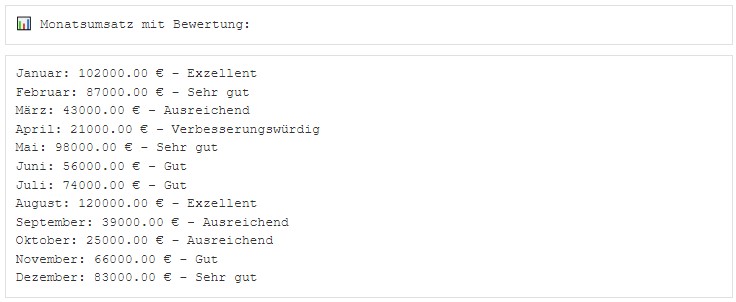 📊 Monatsumsatz mit Bewertung:
Januar: 102000.00 € – Exzellent
Februar: 87000.00 € – Sehr gut
März: 43000.00 € – Ausreichend
April: 21000.00 € – Verbesserungswürdig
Mai: 98000.00 € – Sehr gut
Juni: 56000.00 € – Gut
Juli: 74000.00 € – Gut
August: 120000.00 € – Exzellent
September: 39000.00 € – Ausreichend
Oktober: 25000.00 € – Ausreichend
November: 66000.00 € – Gut
Dezember: 83000.00 € – Sehr gut